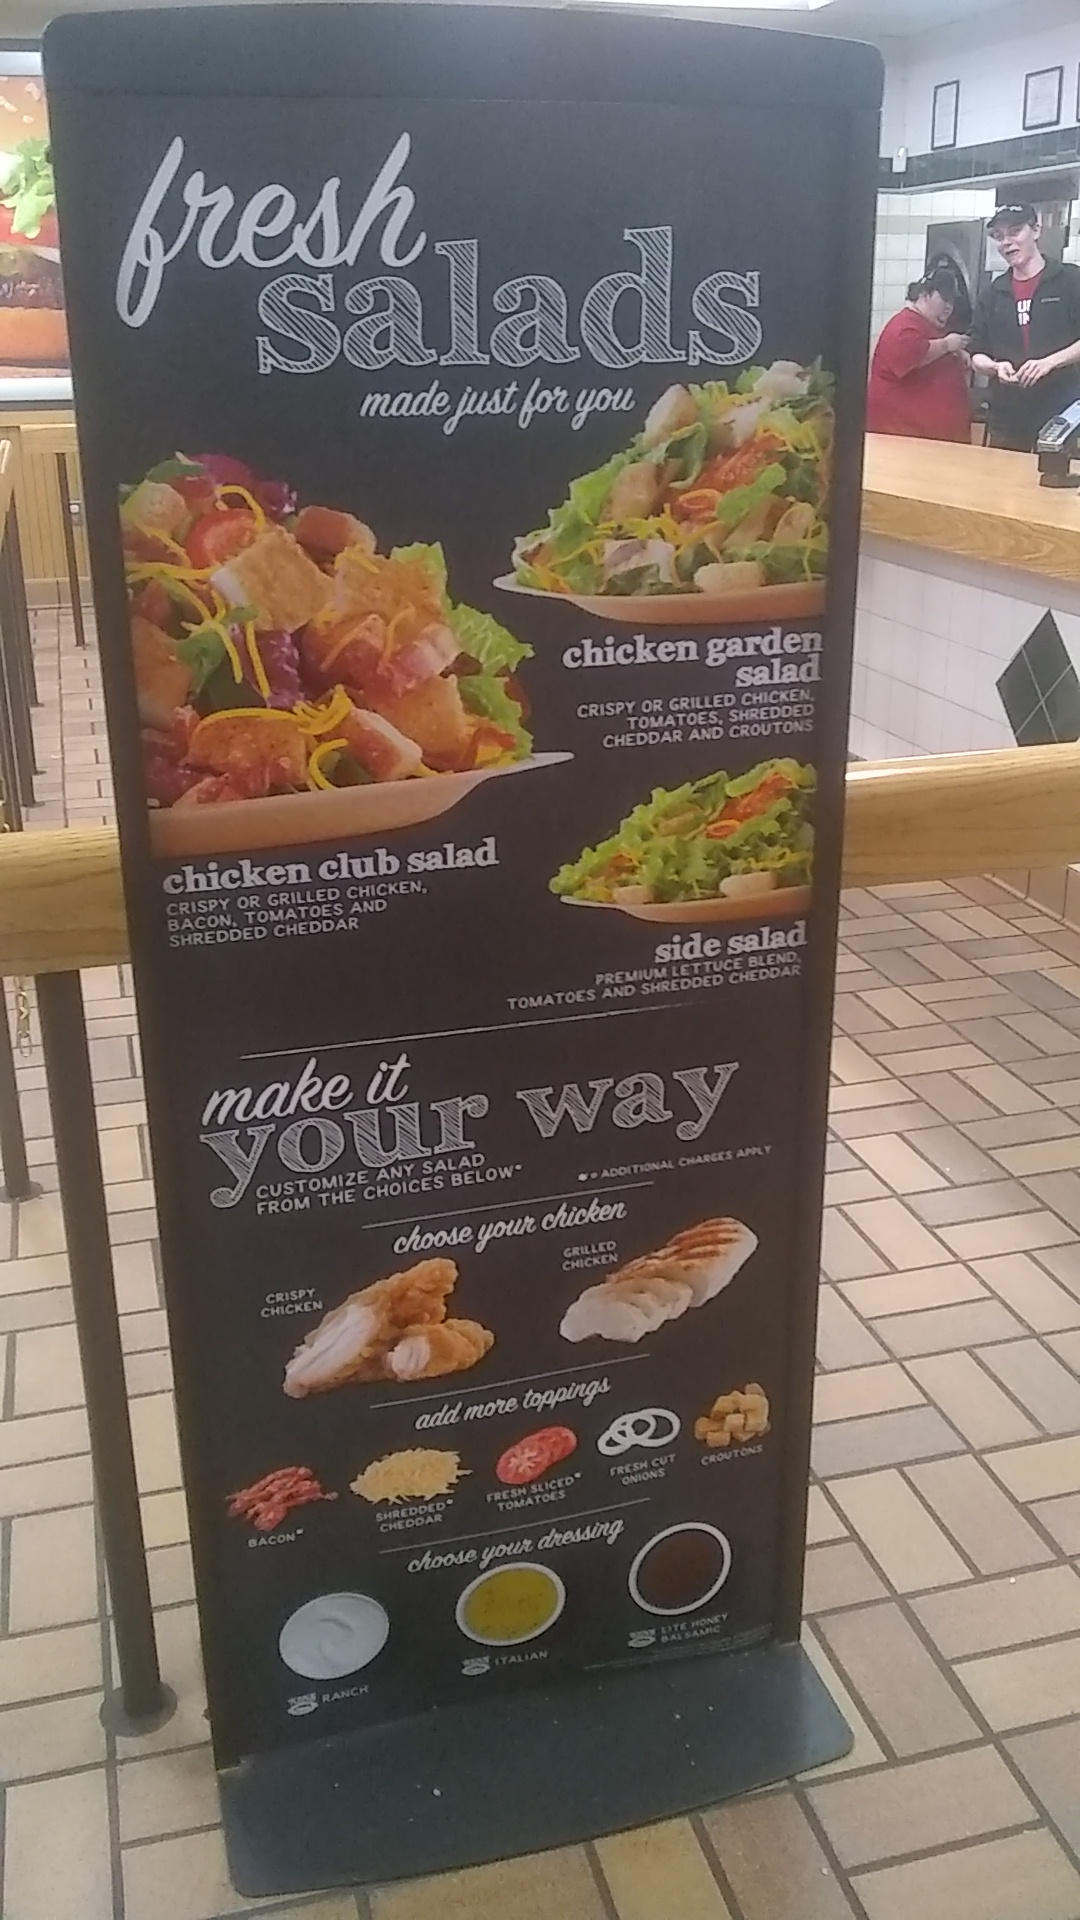 fresh
salads
made just for you
chicken garden
salad
CRISPY OR GRILLED CHICKEN,
TOMATOES, SHREDDED
CHEDDAR AND CROUTONS
chicken club salad
CRISPY OR GRILLED CHICKEN,
BACON, TOMATOES AND
SHREDDED CHEDDAR
side salad
PREMIUM LETTUCE BLEND,
TOMATOES AND SHREDDED CHEDDAR
make it
your way
CUSTOMIZE ANY SALAD
FROM THE CHOICES BELOW*
= ADDITIONAL CHARGES APPLY
choose your chicken
CRISPY
CHICKEN
GRILLED
CHICKEN
add more toppings
BACON*
SHREDDED*
CHEDDAR
FRESH SLICED*
TOMATOES
FRESH CUT
ONIONS
CROUTONS
choose your dressing
RANCH
ITALIAN
LITE HONEY
BALSAMIC